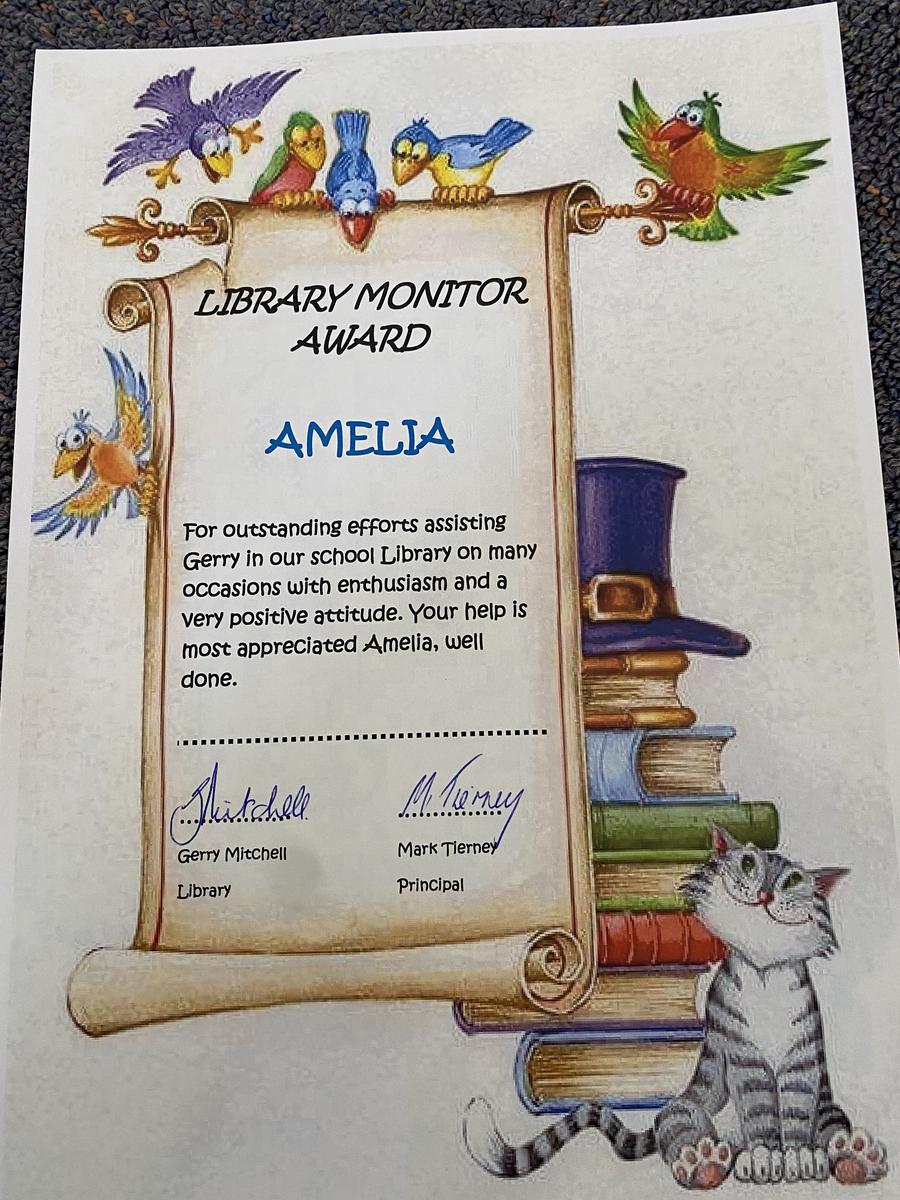 LIBRARY MONITOR
AWARD
AMELIA
For outstanding efforts assisting
Gerry in our school Library on many
occasions with enthusiasm and a
very positive attitude. Your help is
most appreciated Amelia, well
done.
GMitchell M. Tierney
Gerry Mitchell Mark Tierney
Library Principal